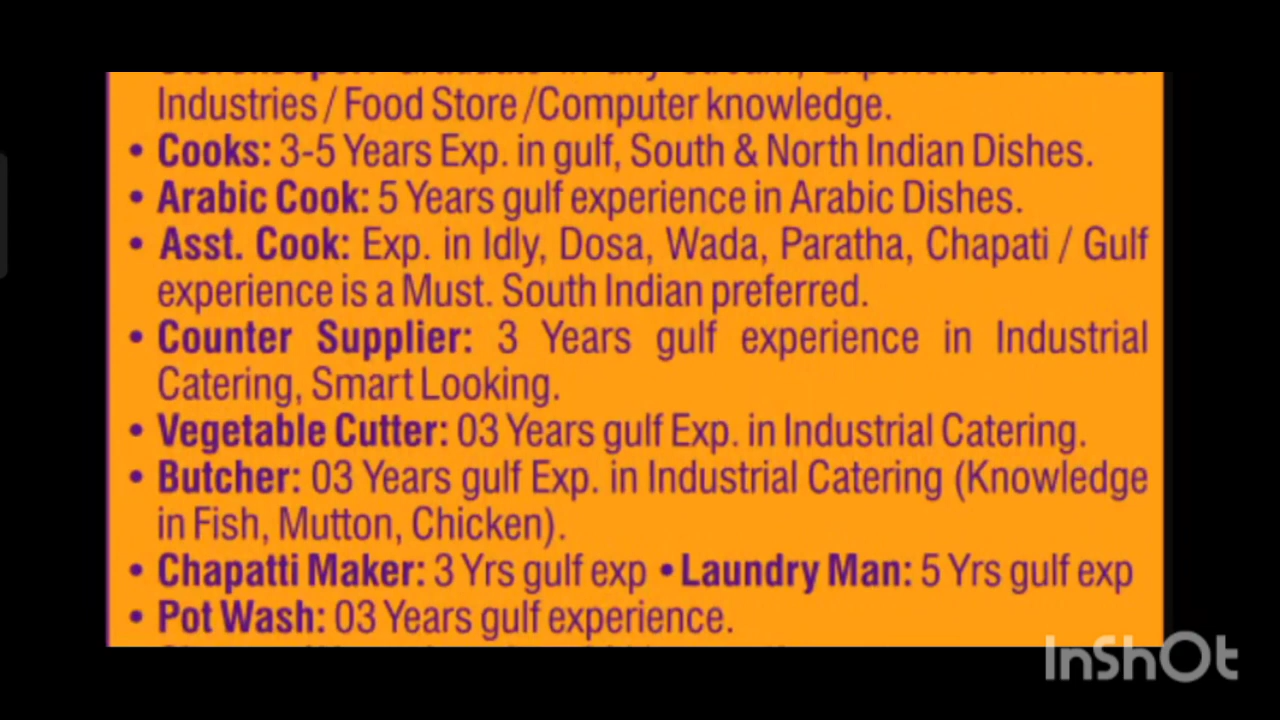 Industries / Food Store /Computer knowledge.
• Cooks: 3-5 Years Exp. in gulf, South & North Indian Dishes.
• Arabic Cook: 5 Years gulf experience in Arabic Dishes.
• Asst. Cook: Exp. in Idly, Dosa, Wada, Paratha, Chapati / Gulf
experience is a Must. South Indian preferred.
• Counter Supplier: 3 Years gulf experience in Industrial
Catering, Smart Looking.
• Vegetable Cutter: 03 Years gulf Exp. in Industrial Catering.
• Butcher: 03 Years gulf Exp. in Industrial Catering (Knowledge
in Fish, Mutton, Chicken).
• Chapatti Maker: 3 Yrs gulf exp • Laundry Man: 5 Yrs gulf exp
• Pot Wash: 03 Years gulf experience.
InShOt